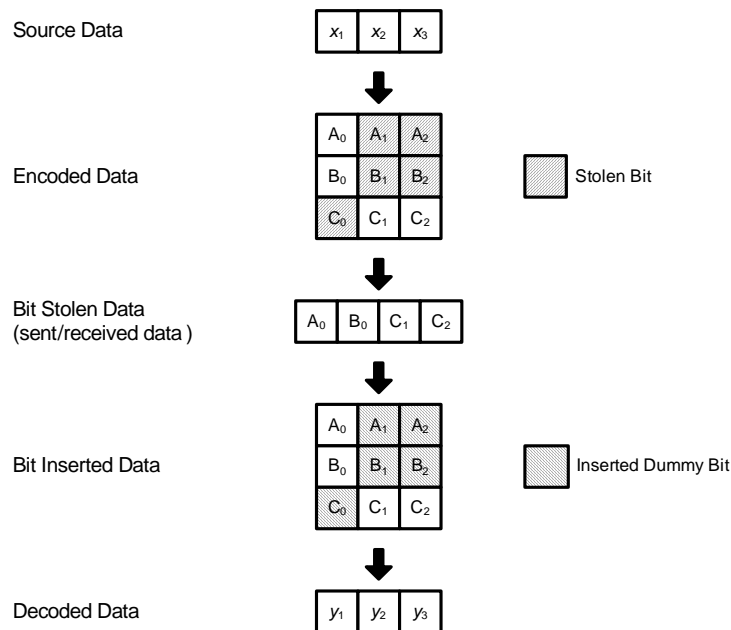 Source Data
x₁ x₂ x₃
A₀ A₁ A₂
Encoded Data
B₀ B₁ B₂
Stolen Bit
C₀ C₁ C₂
Bit Stolen Data
(sent/received data )
A₀ B₀ C₁ C₂
A₀ A₁ A₂
Bit Inserted Data
B₀ B₁ B₂
Inserted Dummy Bit
C₀ C₁ C₂
Decoded Data
y₁ y₂ y₃